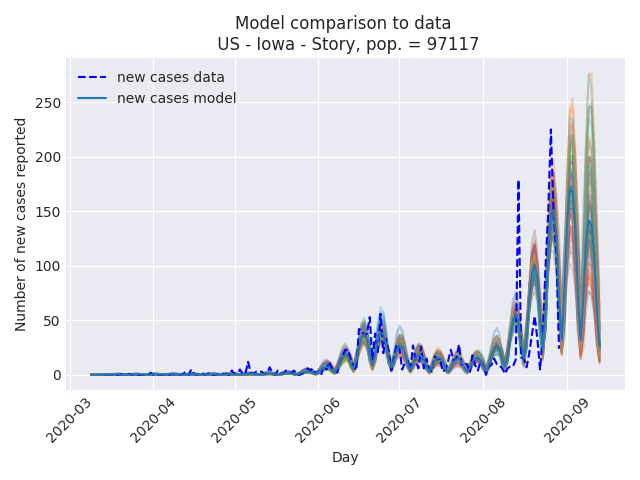 Model comparison to data
US - Iowa - Story, pop. = 97117
new cases data
new cases model
Number of new cases reported
250
200
150
100
50
0
2020-03
2020-04
2020-05
2020-06
2020-07
2020-08
2020-09
Day